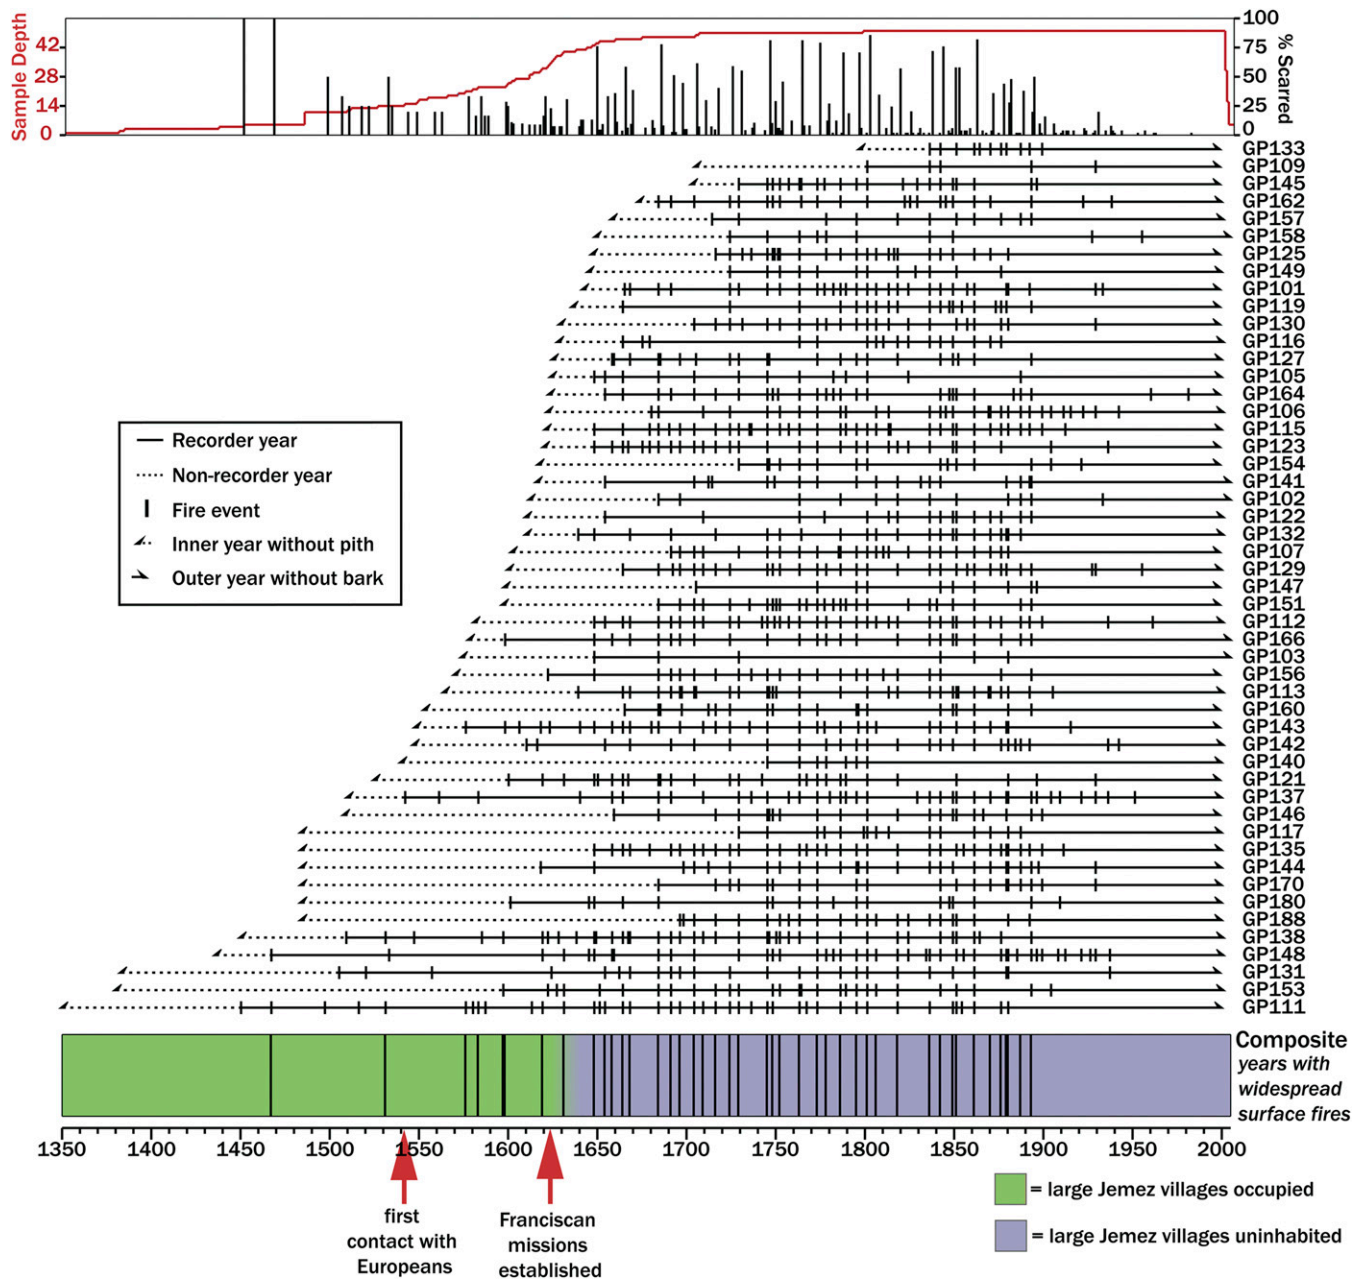 Sample Depth
42
28
14
0
100
75
50
25
0
% Scarred
GP133
GP109
GP145
GP162
GP157
GP158
GP125
GP149
GP101
GP119
GP130
GP116
GP127
GP105
GP164
GP106
GP115
GP123
GP154
GP141
GP102
GP122
GP132
GP107
GP129
GP147
GP151
GP112
GP166
GP103
GP156
GP113
GP160
GP143
GP142
GP140
GP121
GP137
GP146
GP117
GP135
GP144
GP170
GP180
GP188
GP138
GP148
GP131
GP153
GP111
Recorder year
Non-recorder year
Fire event
Inner year without pith
Outer year without bark
Composite
years with
widespread
surface fires
1350 1400 1450 1500 1550 1600 1650 1700 1750 1800 1850 1900 1950 2000
first
contact with
Europeans
Franciscan
missions
established
= large Jemez villages occupied
= large Jemez villages uninhabited